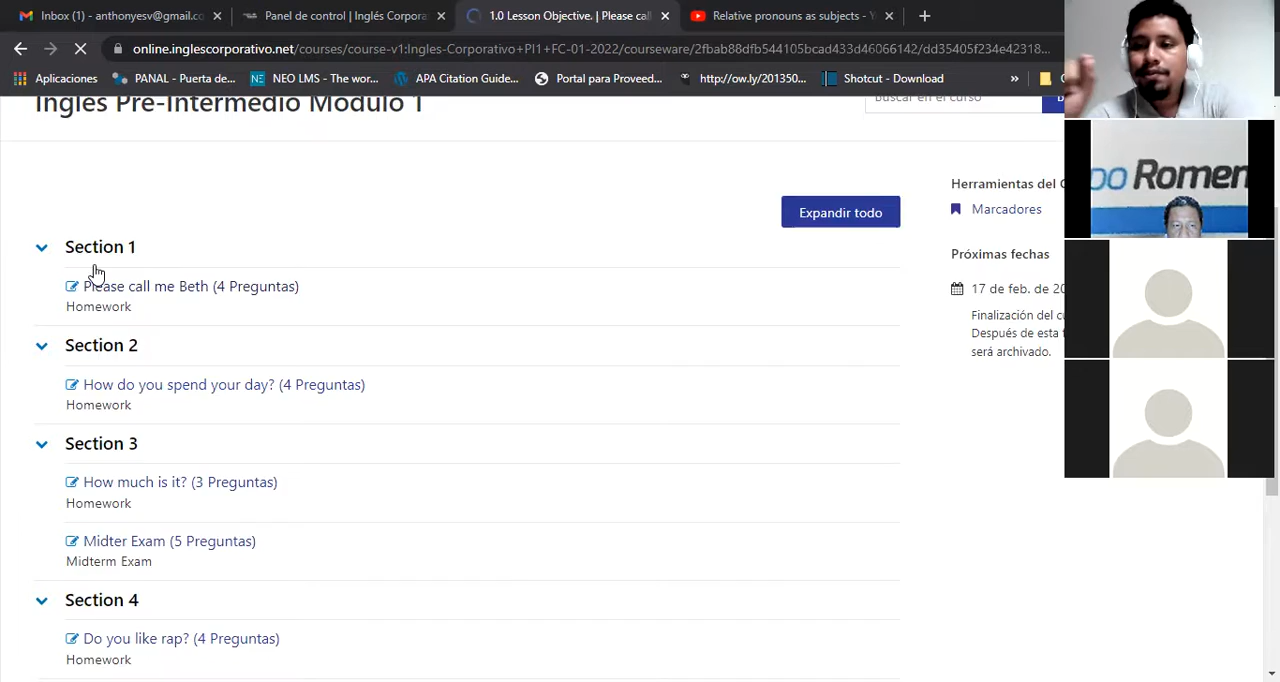 Inbox (1) - anthonyesv@gmail.co
Panel de control | Inglés Corpora
1.0 Lesson Objective. | Please cal
Relative pronouns as subjects - Y
online.inglescorporativo.net/courses/course-v1:Ingles-Corporativo+PI1+FC-01-2022/courseware/2fbab88dfb544105bcad433d46066142/dd35405f234e42318...
Aplicaciones
PANAL - Puerta de...
NEO LMS - The wor...
APA Citation Guide...
Portal para Proveed...
http://ow.ly/201350...
Shotcut - Download
»
Inglés Pre-Intermedio Módulo 1
Buscar en el curso
Romen
Herramientas del
Expandir todo
Marcadores
Section 1
Próximas fechas
Please call me Beth (4 Preguntas)
17 de feb. de 20
Homework
Finalización del cu
Después de esta f
será archivado.
Section 2
How do you spend your day? (4 Preguntas)
Homework
Section 3
How much is it? (3 Preguntas)
Homework
Midter Exam (5 Preguntas)
Midterm Exam
Section 4
Do you like rap? (4 Preguntas)
Homework